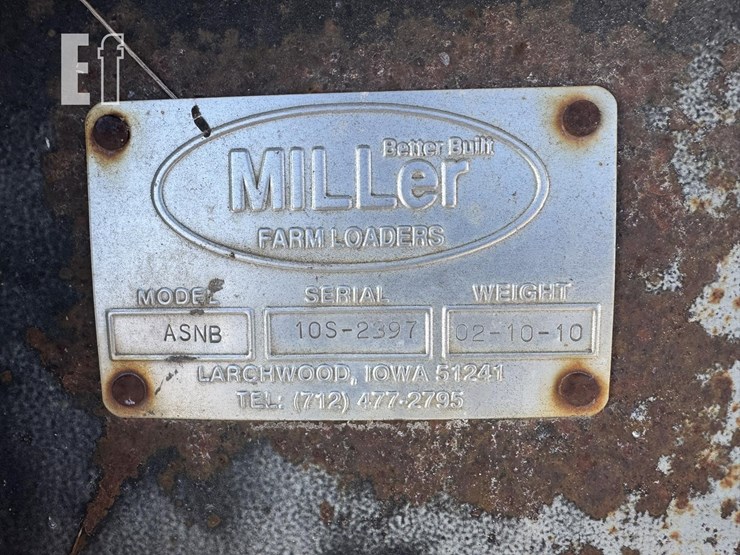 Ef
Better Built
MILLer
FARM LOADERS
MODEL SERIAL WEIGHT
ASNB 10S-2397 02-10-10
LARCHWOOD, IOWA 51241
TEL: (712) 477-2795